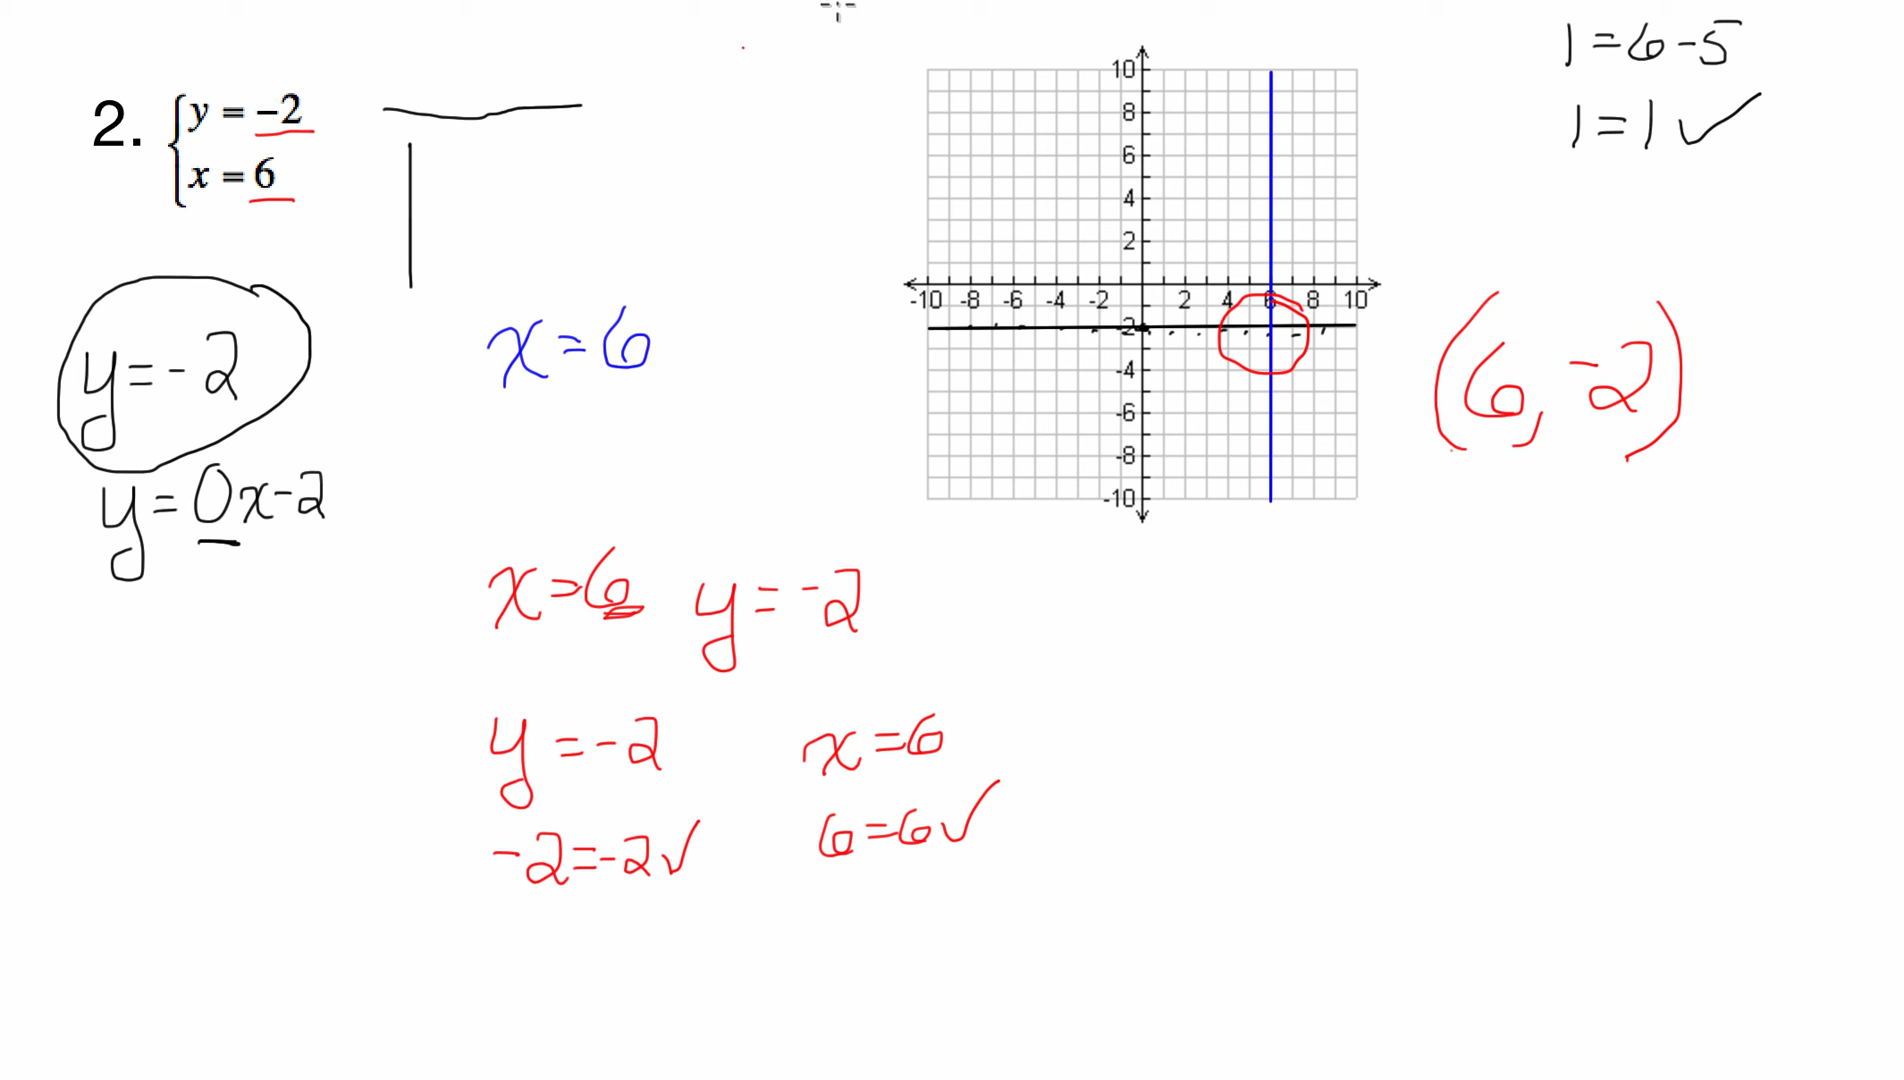 1=6-5
1=1✓
2. {y = -2
x = 6
10
8
6
4
2
-10 -8 -6 -4 -2 2 4 6 8 10
-2
-4
-6
-8
-10
y=-2
x=6
(6, -2)
y=0x-2
x=6 y=-2
y=-2 x=6
-2=-2✓ 6=6✓